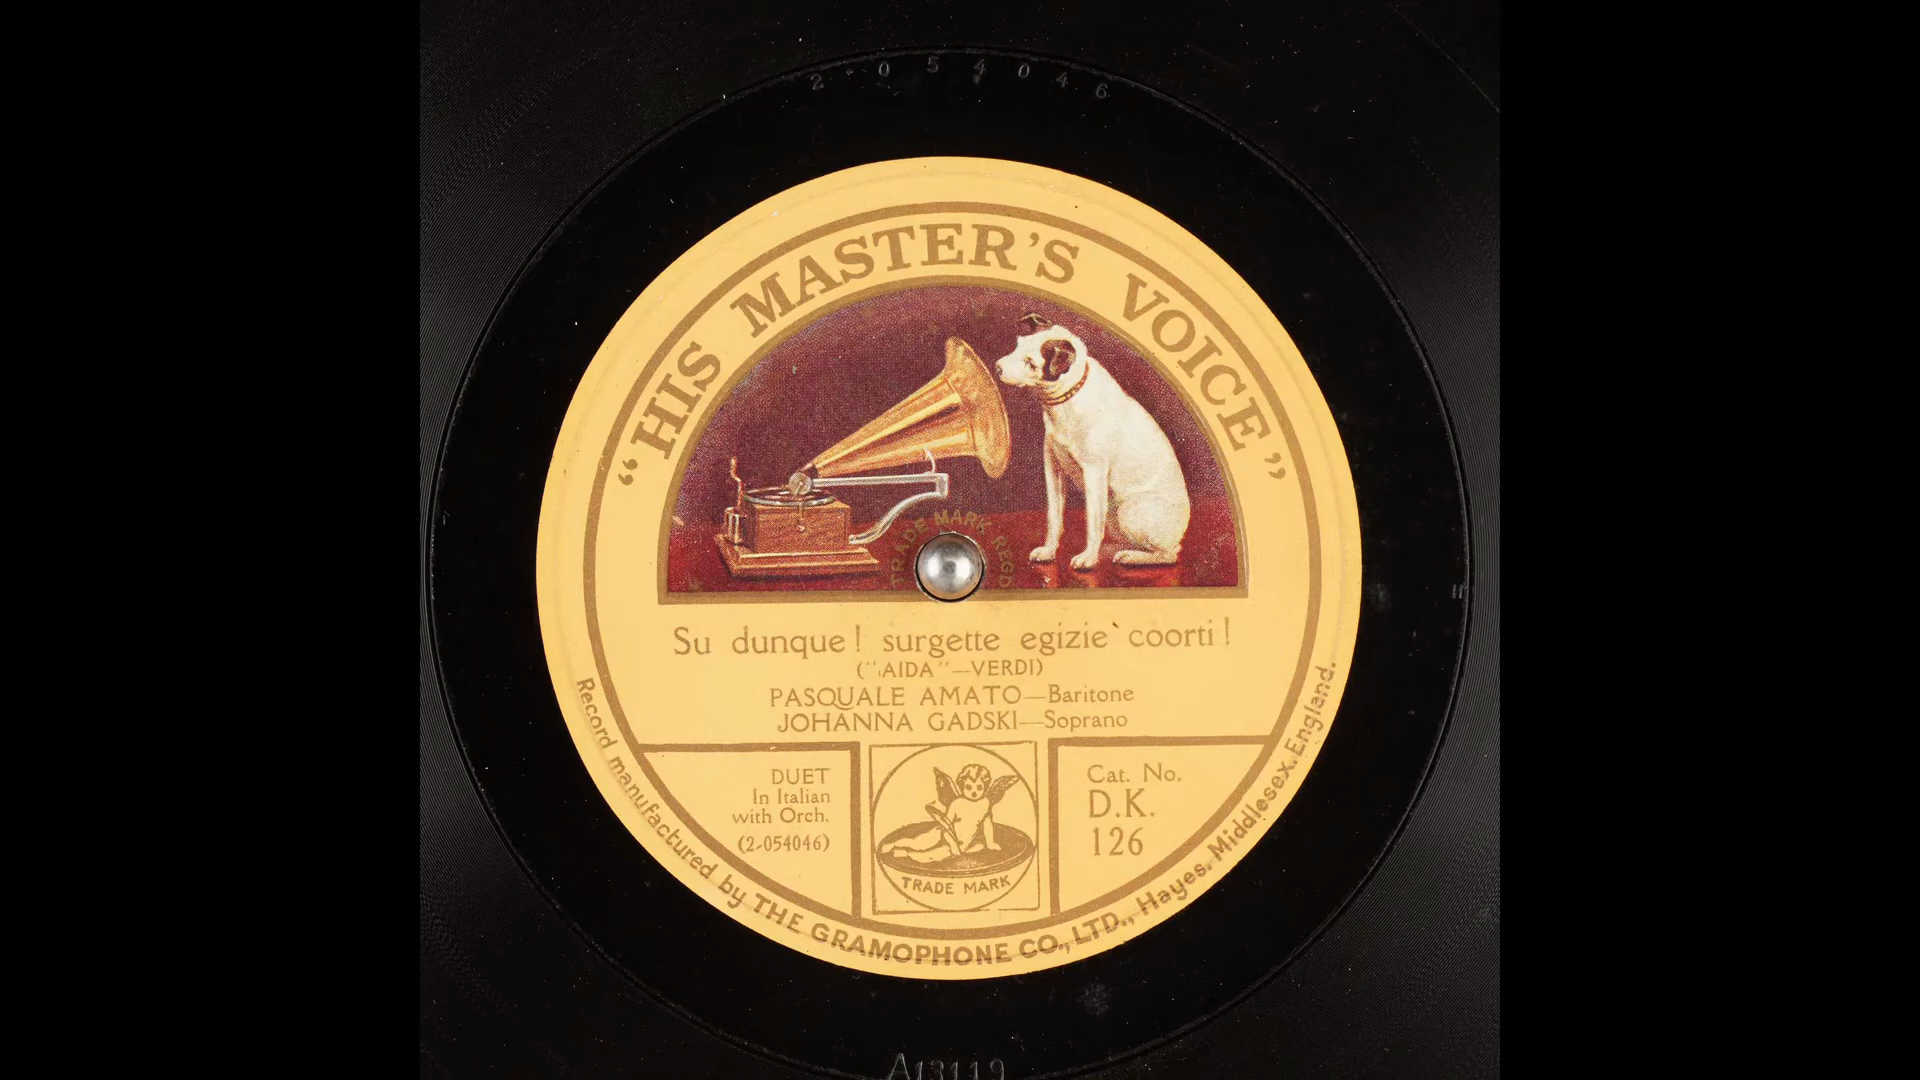 2-054046
"HIS MASTER'S VOICE"
TRADE MARK REGD
Su dunque! surgette egizie` coorti!
("AIDA"—VERDI)
PASQUALE AMATO—Baritone
JOHANNA GADSKI—Soprano
DUET
In Italian
with Orch.
(2-054046)
TRADE MARK
Cat. No.
D.K.
126
Record manufactured by THE GRAMOPHONE CO., LTD., Hayes. Middlesex. England.
A13119